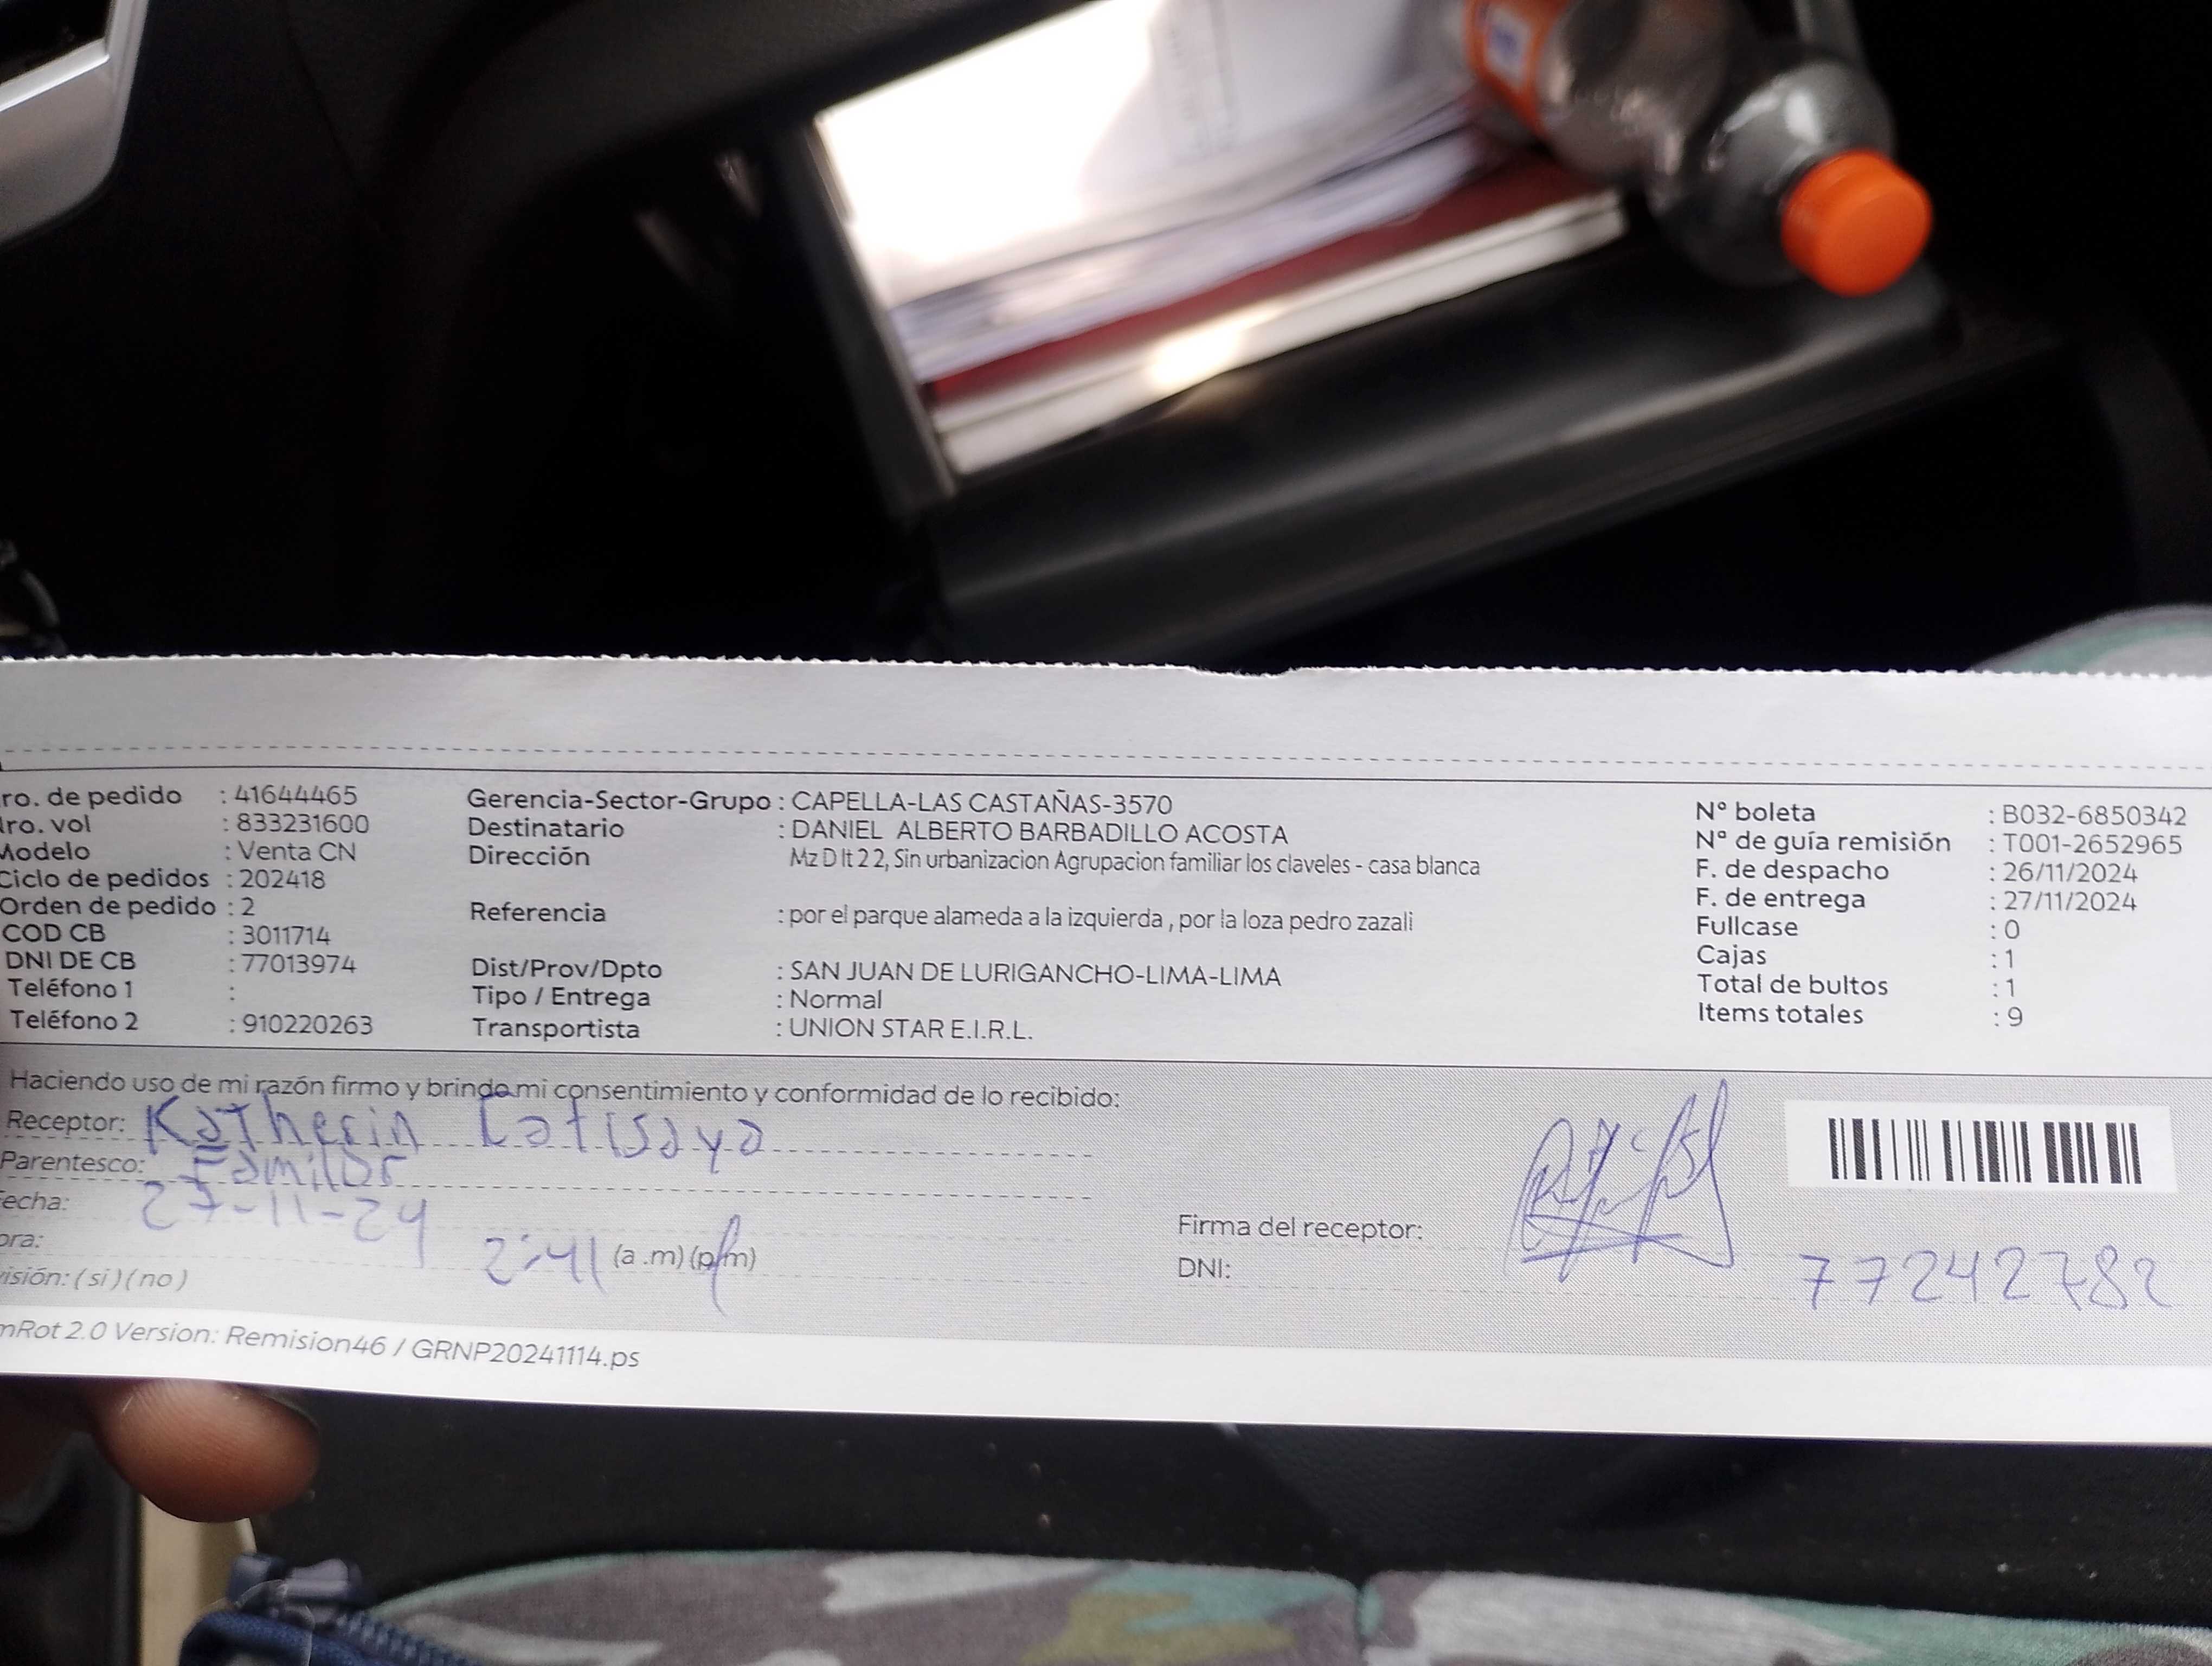 ro. de pedido : 41644465
ro. vol : 833231600
Modelo : Venta CN
Ciclo de pedidos : 202418
Orden de pedido : 2
COD CB : 3011714
DNI DE CB : 77013974
Teléfono 1 :
Teléfono 2 : 910220263
Gerencia-Sector-Grupo : CAPELLA-LAS CASTAÑAS-3570
Destinatario : DANIEL ALBERTO BARBADILLO ACOSTA
Dirección Mz D lt 2 2, Sin urbanizacion Agrupacion familiar los claveles - casa blanca
Referencia : por el parque alameda a la izquierda , por la loza pedro zazali
Dist/Prov/Dpto : SAN JUAN DE LURIGANCHO-LIMA-LIMA
Tipo / Entrega : Normal
Transportista : UNION STAR E.I.R.L.
N° boleta : B032-6850342
N° de guía remisión : T001-2652965
F. de despacho : 26/11/2024
F. de entrega : 27/11/2024
Fullcase : 0
Cajas : 1
Total de bultos : 1
Items totales : 9
Haciendo uso de mi razón firmo y brindo mi consentimiento y conformidad de lo recibido:
Receptor: Katherin Catisaya
Parentesco: Familar
echa: 27-11-24
ora: 2:41 (a .m) (p.m)
isión: ( si ) ( no )
Firma del receptor:
DNI: 77242782
mRot 2.0 Version: Remision46 / GRNP20241114.ps